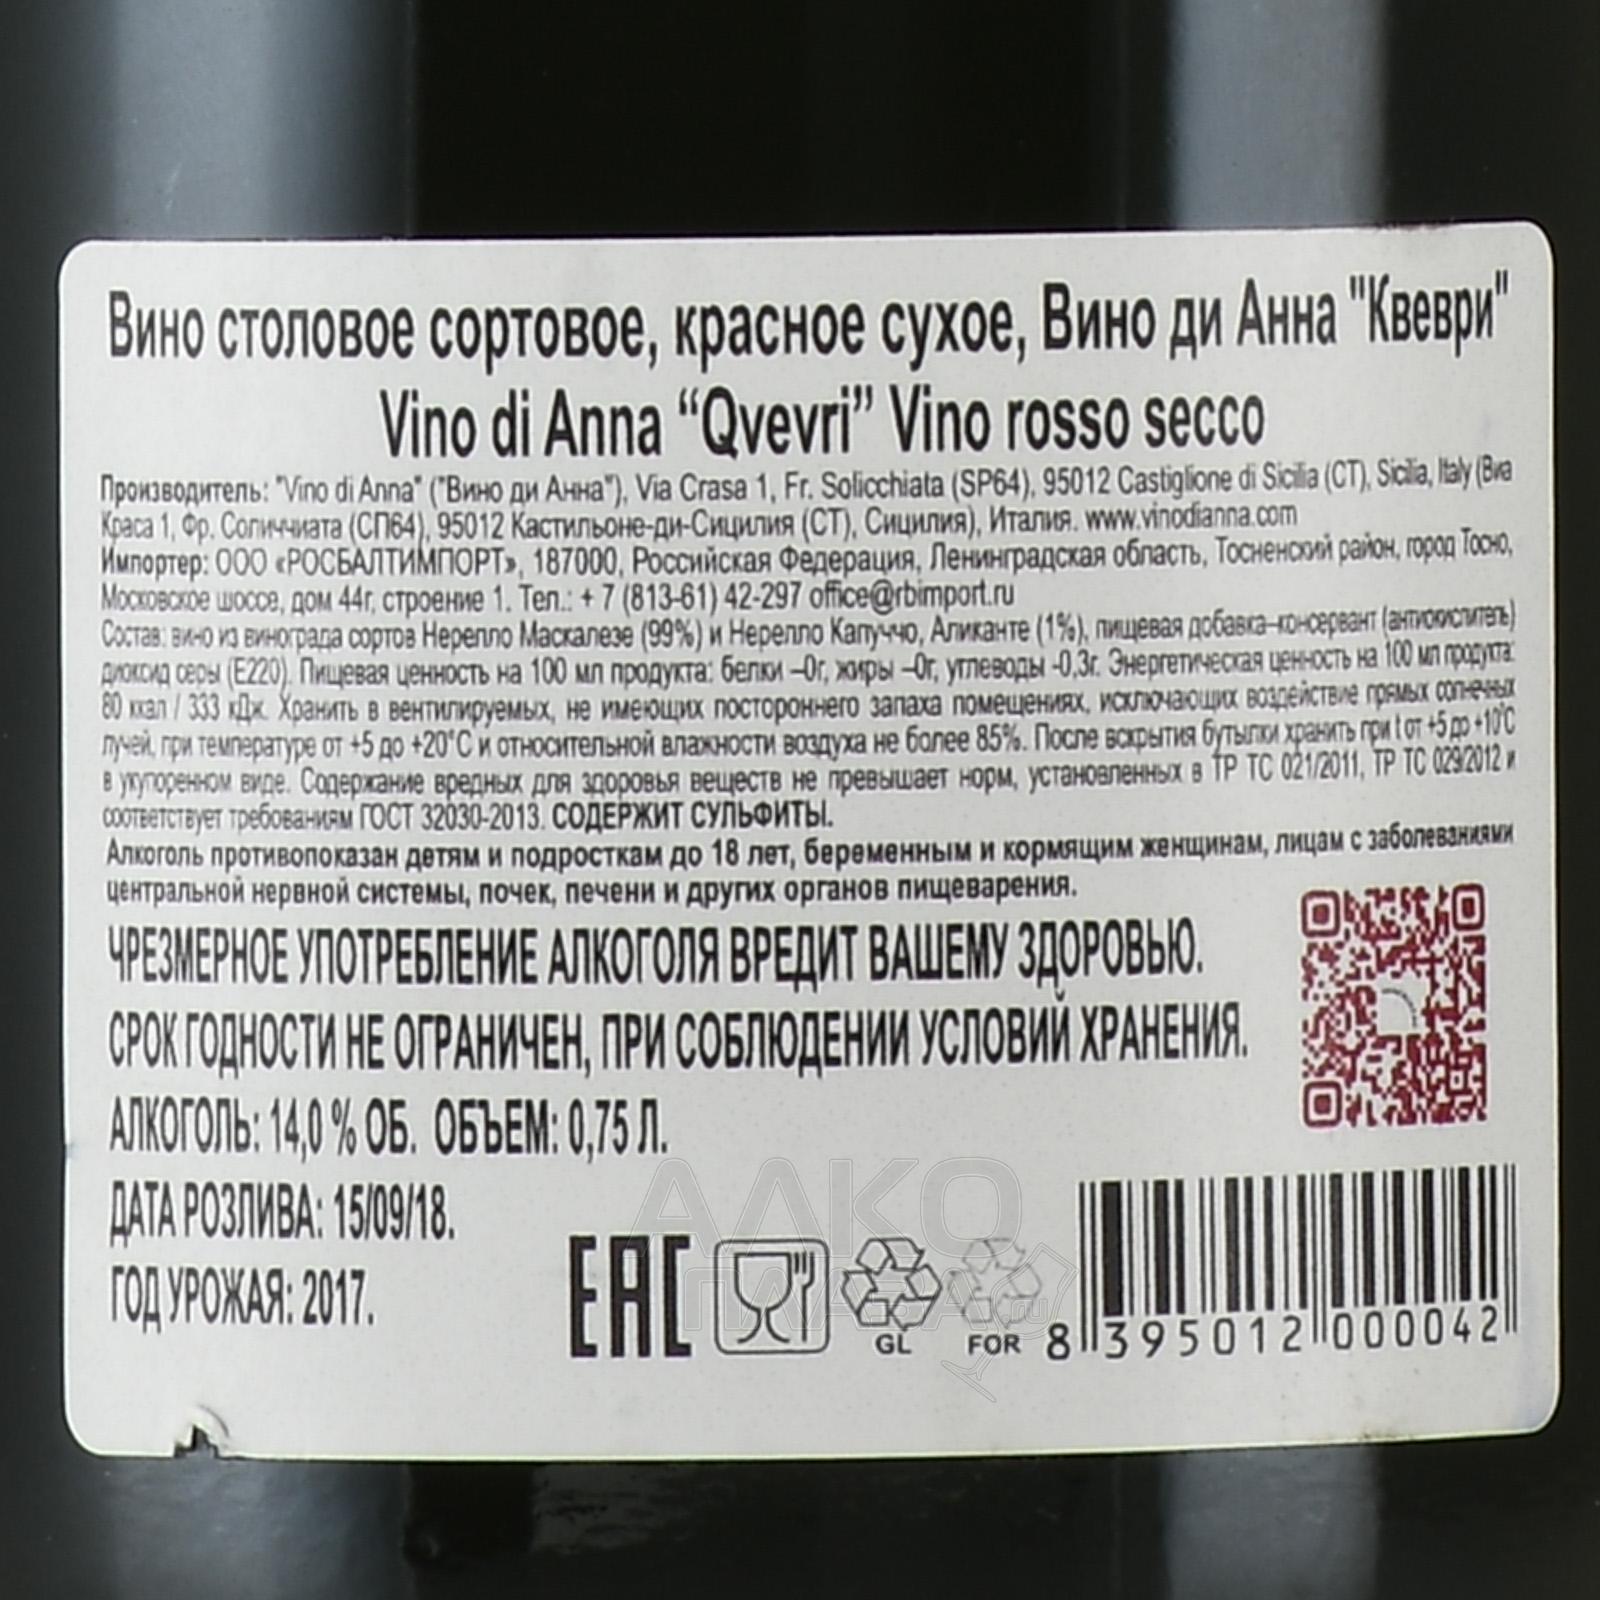 Вино столовое сортовое, красное сухое, Вино ди Анна "Квеври"
Vino di Anna “Qvevri” Vino rosso secco
Производитель: "Vino di Anna" ("Вино ди Анна"), Via Crasa 1, Fr. Solicchiata (SP64), 95012 Castiglione di Sicilia (CT), Sicilia, Italy (Виа
Краса 1, Фр. Соличчиата (СП64), 95012 Кастильоне-ди-Сицилия (СТ), Сицилия), Италия. www.vinodianna.com
Импортер: ООО «РОСБАЛТИМПОРТ», 187000, Российская Федерация, Ленинградская область, Тосненский район, город Тосно,
Московское шоссе, дом 44г, строение 1. Тел.: + 7 (813-61) 42-297 office@rbimport.ru
Состав: вино из винограда сортов Нерелло Маскалезе (99%) и Нерелло Капуччо, Аликанте (1%), пищевая добавка–консервант (антиокислитель)
диоксид серы (Е220). Пищевая ценность на 100 мл продукта: белки –0г, жиры –0г, углеводы -0,3г. Энергетическая ценность на 100 мл продукта:
80 ккал / 333 кДж. Хранить в вентилируемых, не имеющих постороннего запаха помещениях, исключающих воздействие прямых солнечных
лучей, при температуре от +5 до +20˚С и относительной влажности воздуха не более 85%. После вскрытия бутылки хранить при t от +5 до +10˚С
в укупоренном виде. Содержание вредных для здоровья веществ не превышает норм, установленных в ТР ТС 021/2011, ТР ТС 029/2012 и
соответствует требованиям ГОСТ 32030-2013. СОДЕРЖИТ СУЛЬФИТЫ.
Алкоголь противопоказан детям и подросткам до 18 лет, беременным и кормящим женщинам, лицам с заболеваниями
центральной нервной системы, почек, печени и других органов пищеварения.
ЧРЕЗМЕРНОЕ УПОТРЕБЛЕНИЕ АЛКОГОЛЯ ВРЕДИТ ВАШЕМУ ЗДОРОВЬЮ.
СРОК ГОДНОСТИ НЕ ОГРАНИЧЕН, ПРИ СОБЛЮДЕНИИ УСЛОВИЙ ХРАНЕНИЯ.
АЛКОГОЛЬ: 14,0 % ОБ. ОБЪЕМ: 0,75 Л.
ДАТА РОЗЛИВА: 15/09/18.
ГОД УРОЖАЯ: 2017.
АЛКО
ПЛАЗА.ru
EAC
GL
FOR
8 395012 000042